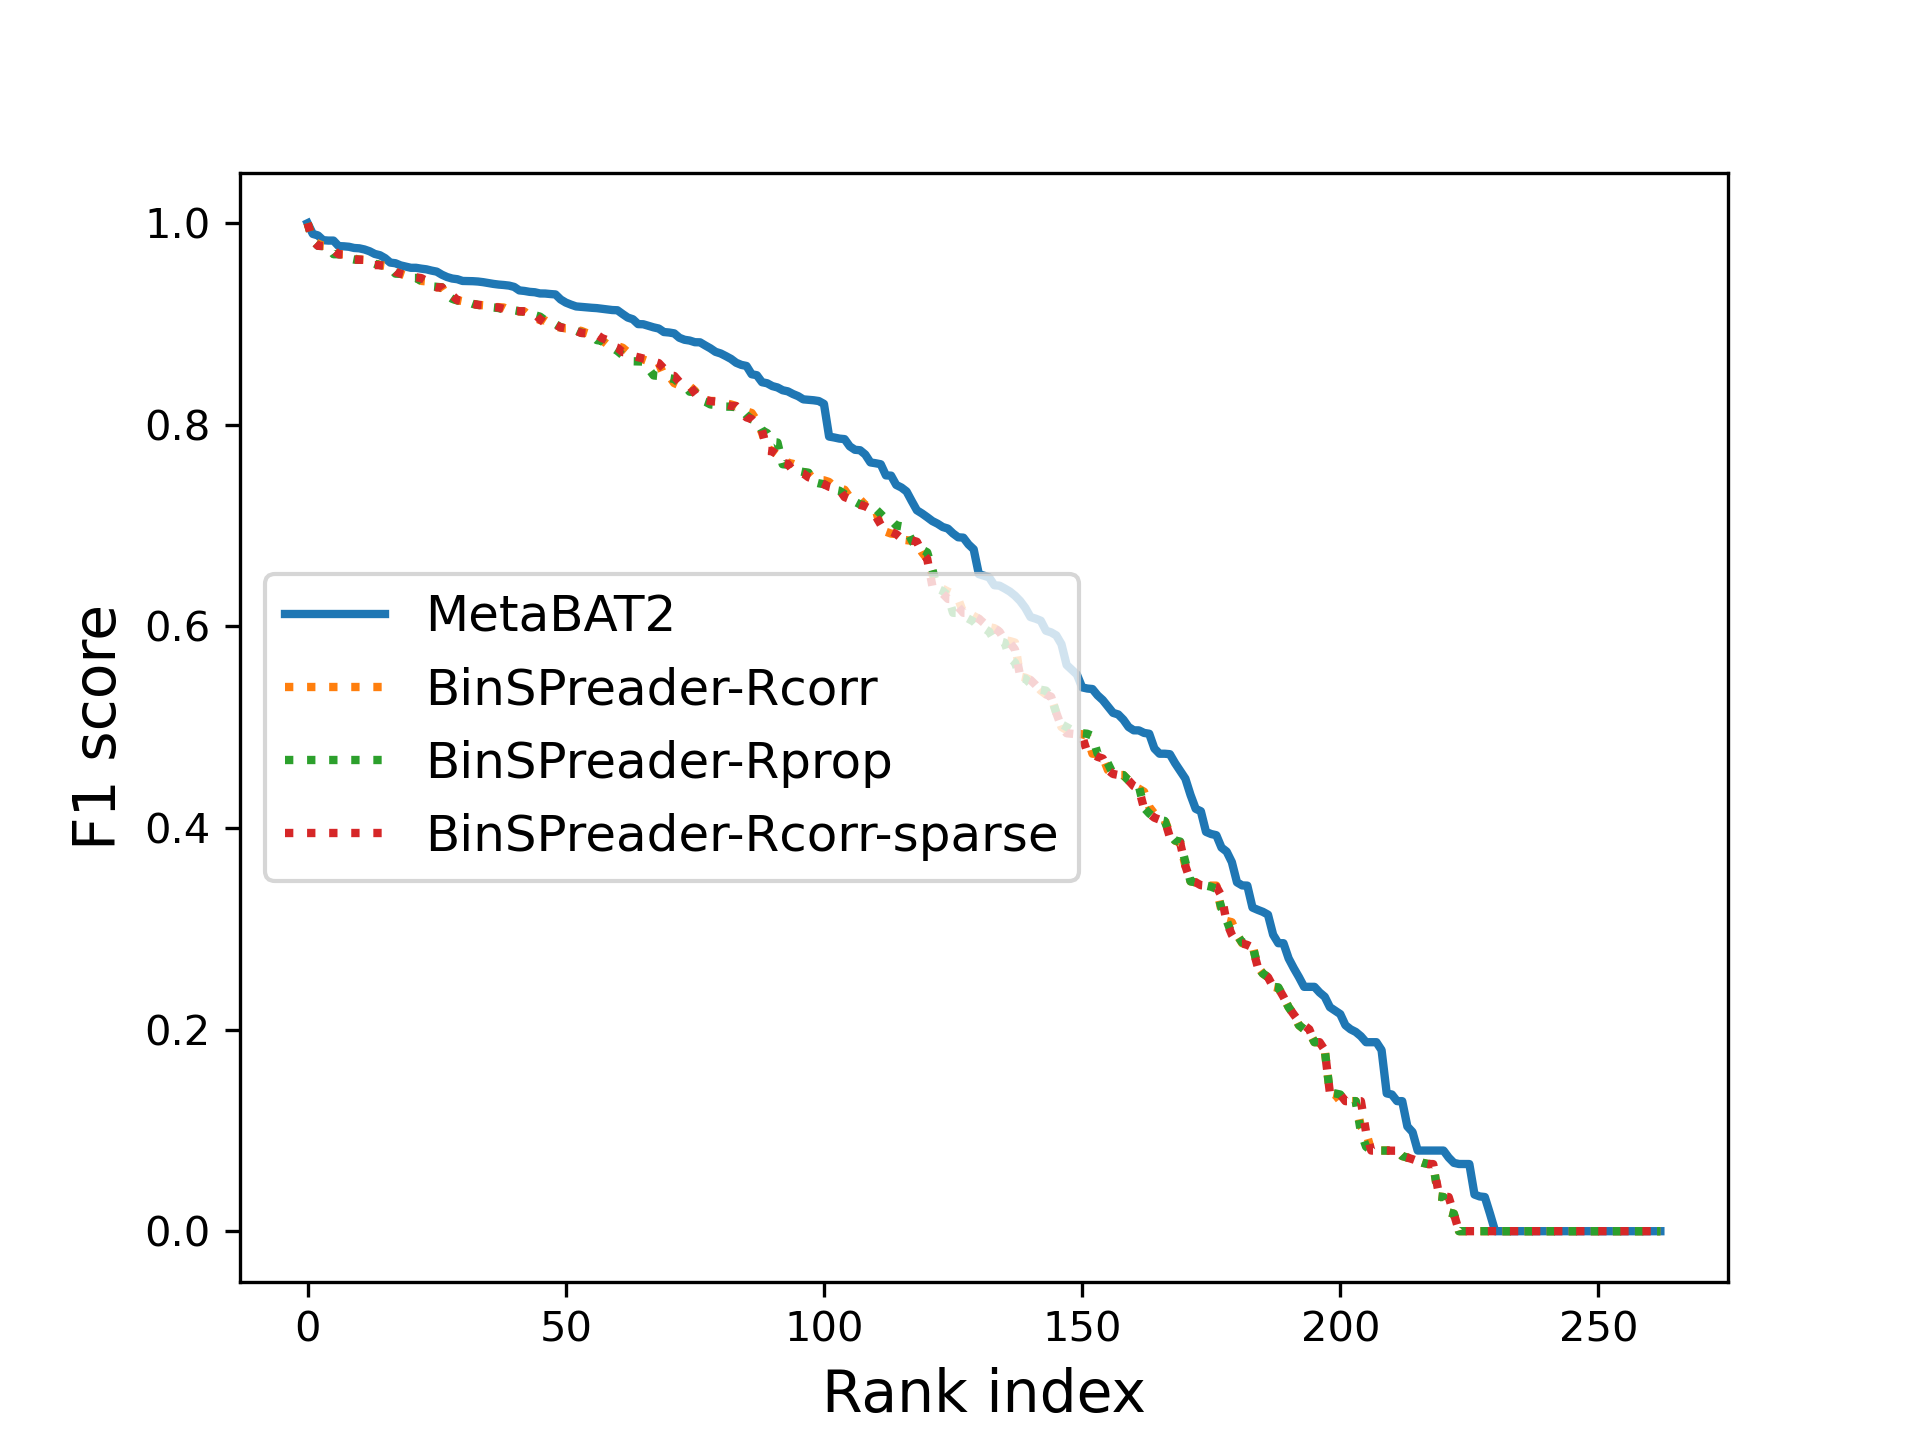 1.0
0.8
0.6
0.4
0.2
0.0
F1 score
MetaBAT2
BinSPreader-Rcorr
BinSPreader-Rprop
BinSPreader-Rcorr-sparse
0 50 100 150 200 250
Rank index